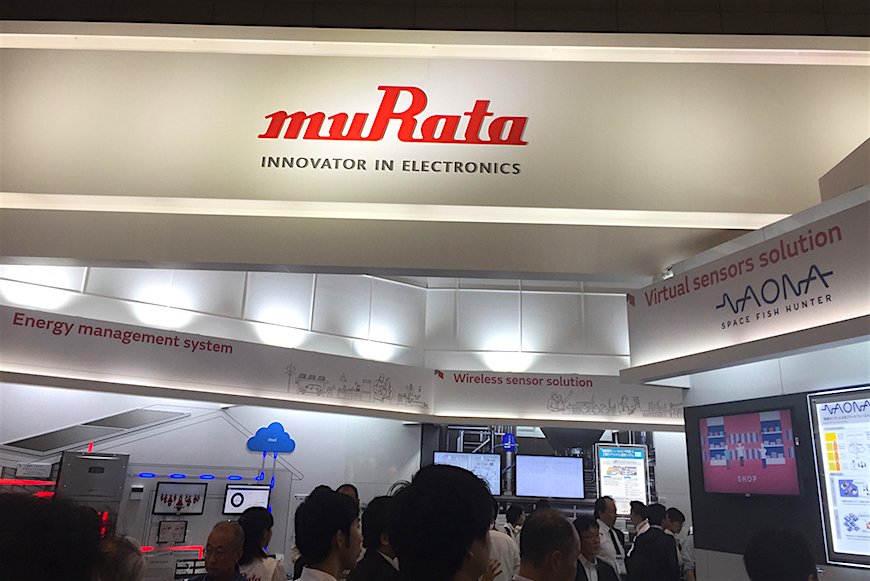 muRata
INNOVATOR IN ELECTRONICS
Virtual sensors solution
NAONA
SPACE FISH HUNTER
Energy management system
Wireless sensor solution
cloud
SHOP
NAONA